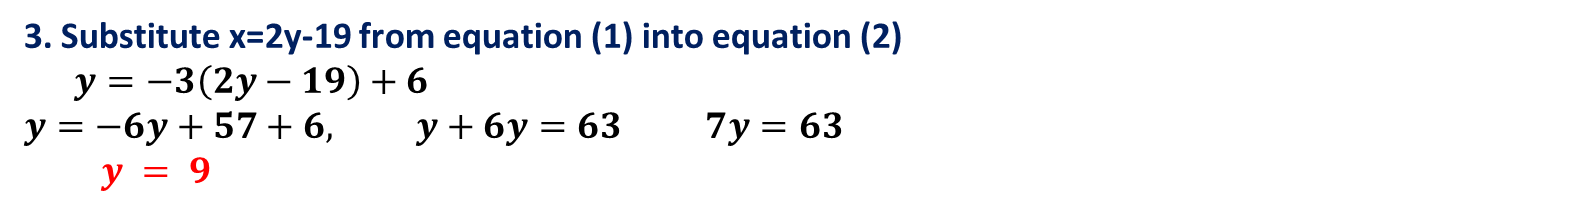 3. Substitute x=2y-19 from equation (1) into equation (2)
y = −3(2y − 19) + 6
y = −6y + 57 + 6, y + 6y = 63 7y = 63
y = 9